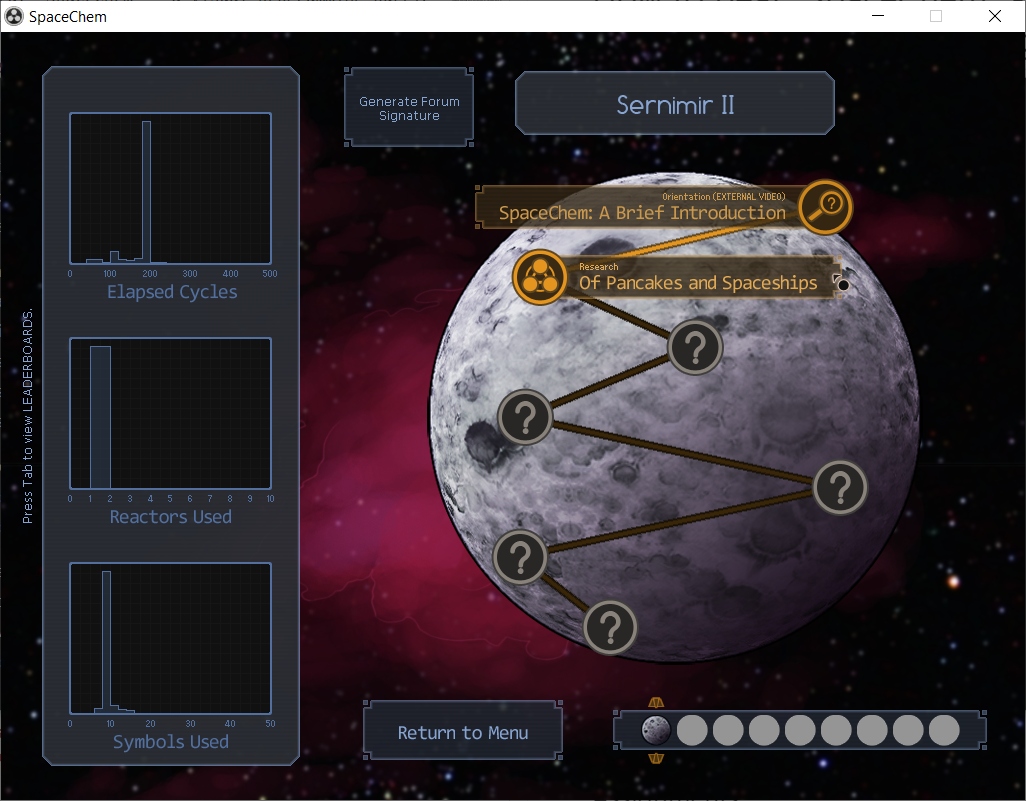 SpaceChem
Generate Forum
Signature
Sernimir II
Orientation (EXTERNAL VIDEO)
SpaceChem: A Brief Introduction
?
Research
Of Pancakes and Spaceships
?
?
?
?
?
0 100 200 300 400 500
Elapsed Cycles
0 1 2 3 4 5 6 7 8 9 10
Reactors Used
0 10 20 30 40 50
Symbols Used
Press Tab to view LEADERBOARDS.
Return to Menu